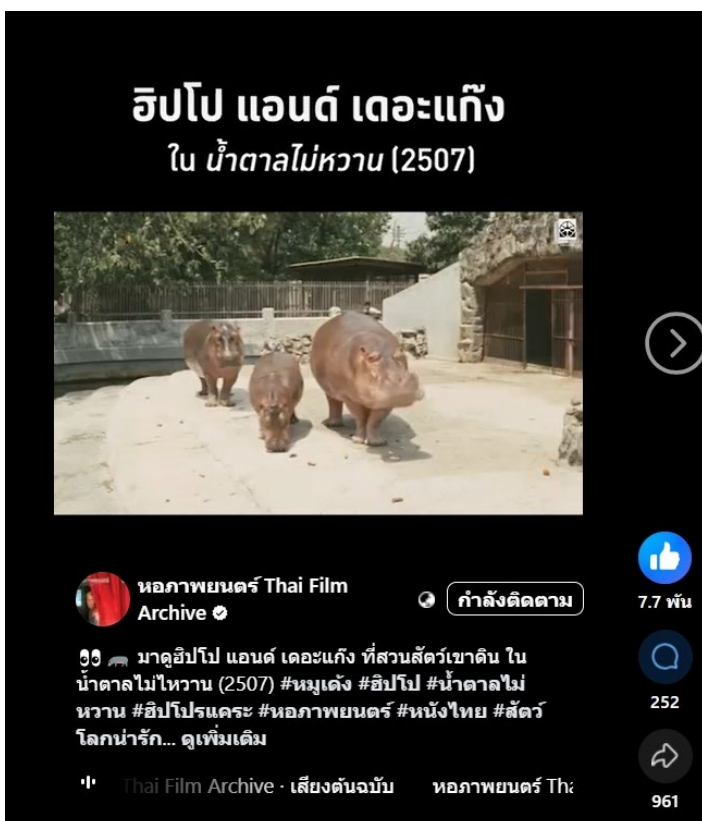 ฮิปโป แอนด์ เดอะแก๊ง
ใน น้ำตาลไม่หวาน (2507)
หอภาพยนตร์ Thai Film
Archive
กำลังติดตาม
7.7 พัน
👀🦛 มาดูฮิปโป แอนด์ เดอะแก๊ง ที่สวนสัตว์เขาดิน ใน
น้ำตาลไม่ไหวาน (2507) #หมูเด้ง #ฮิปโป #น้ำตาลไม่
หวาน #ฮิปโปรแคระ #หอภาพยนตร์ #หนังไทย #สัตว์
โลกน่ารัก... ดูเพิ่มเติม
252
Thai Film Archive · เสียงต้นฉบับ หอภาพยนตร์ Tha
961